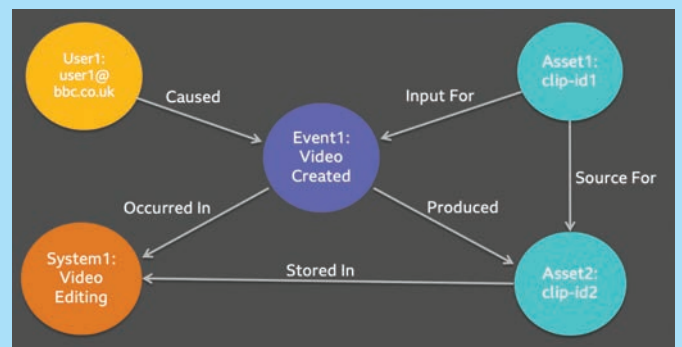 User1:
user1@
bbc.co.uk
Asset1:
clip-id1
Caused
Input For
Event1:
Video
Created
Source For
Occurred In
Produced
System1:
Video
Editing
Stored In
Asset2:
clip-id2